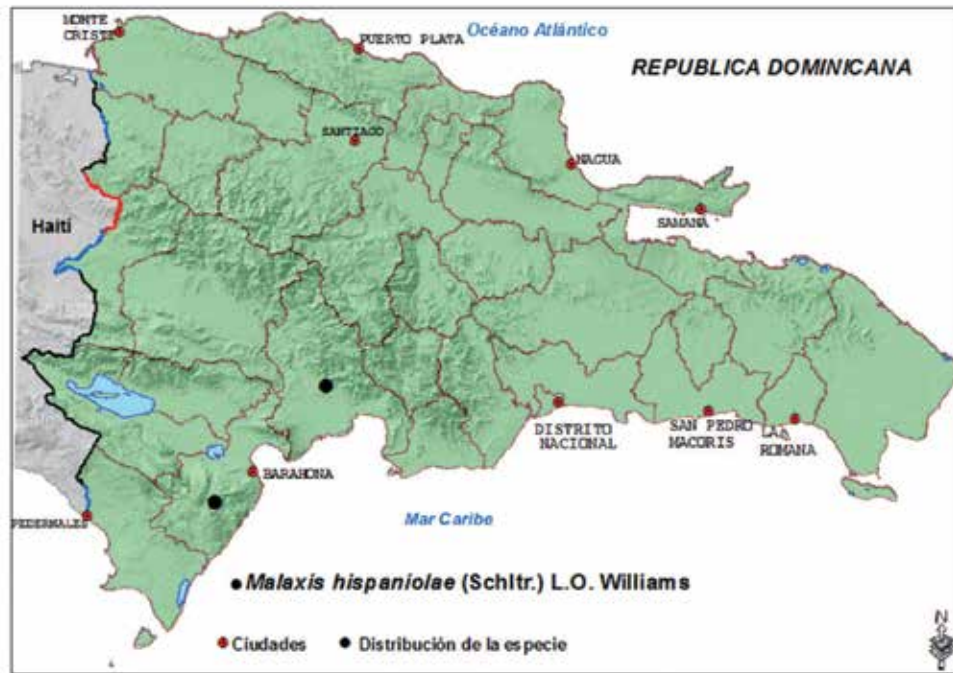 MONTE
CRISTI
PUERTO PLATA
Océano Atlántico
REPUBLICA DOMINICANA
SANTIAGO
NAGUA
SAMANA
Haití
DISTRITO
NACIONAL
SAN PEDRO
MACORIS
LA
ROMANA
BARAHONA
PEDERNALES
Mar Caribe
Malaxis hispaniolae (Schltr.) L.O. Williams
Ciudades
Distribución de la especie
N